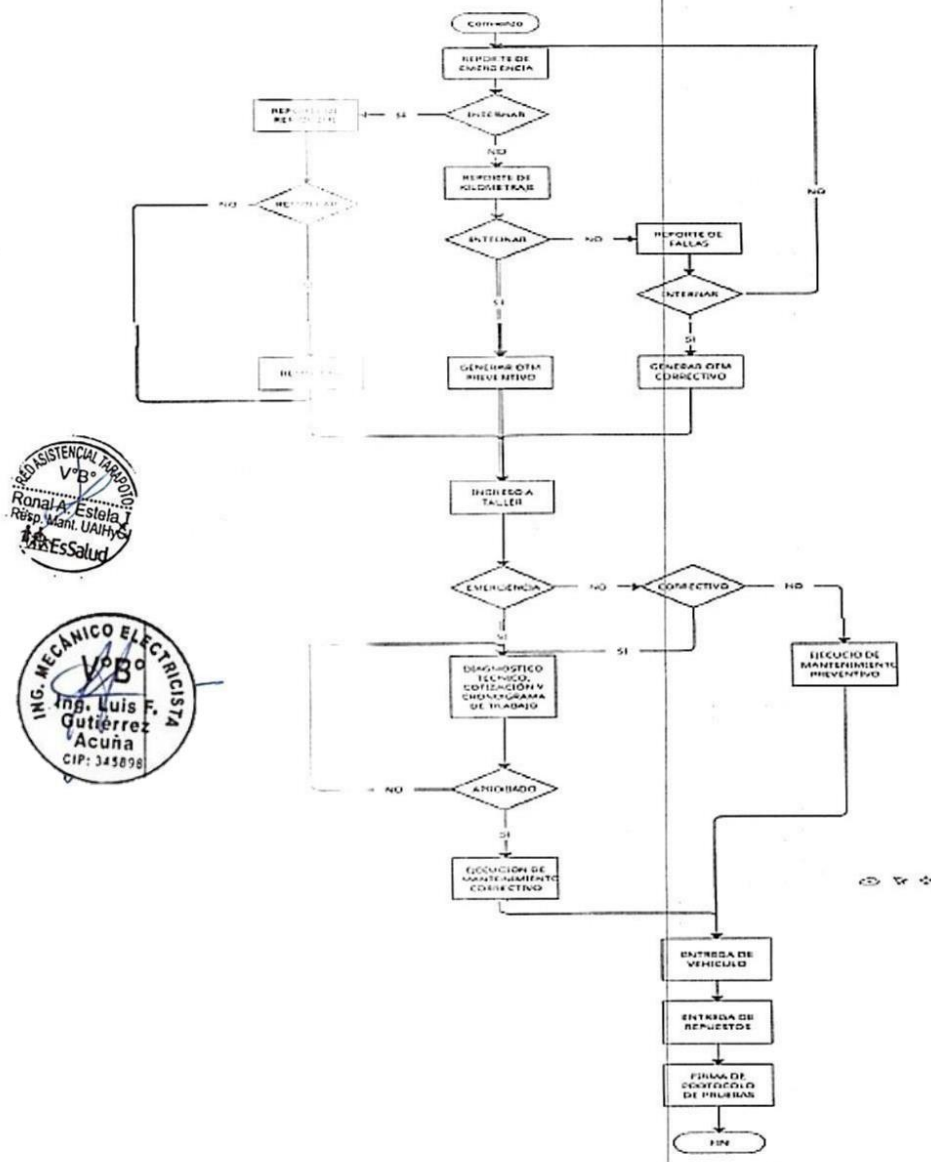 Comienzo
REPORTE DE
EMERGENCIA
INTERNAR
SI
NO
REPORTE DE
KILOMETRAJE
NO
NO
INTERNAR
NO
REPORTE DE
FALLAS
INTERNAR
SI
SI
GENERAR OTM
PREVENTIVO
GENERAR OTM
CORRECTIVO
RED ASISTENCIAL TARAPOTO
V°B°
Ronal A. Estela
Resp. Mant.
EsSalud
INGRESO A
TALLER
EMERGENCIA
NO
CORRECTIVO
NO
SI
SI
ING. MECÁNICO ELECTRICISTA
V°B°
Ing. Luis F.
Gutiérrez
Acuña
CIP: 345898
DIAGNOSTICO
TECNICO,
COTIZACIÓN Y
CRONOGRAMA
DE TRABAJO
EJECUCIO DE
MANTENIMIENTO
PREVENTIVO
NO
APROBADO
SI
EJECUCIÓN DE
MANTENIMIENTO
CORRECTIVO
ENTREGA DE
VEHICULO
ENTREGA DE
REPUESTOS
FIRMA DE
PROTOCOLO
DE PRUEBAS
FIN